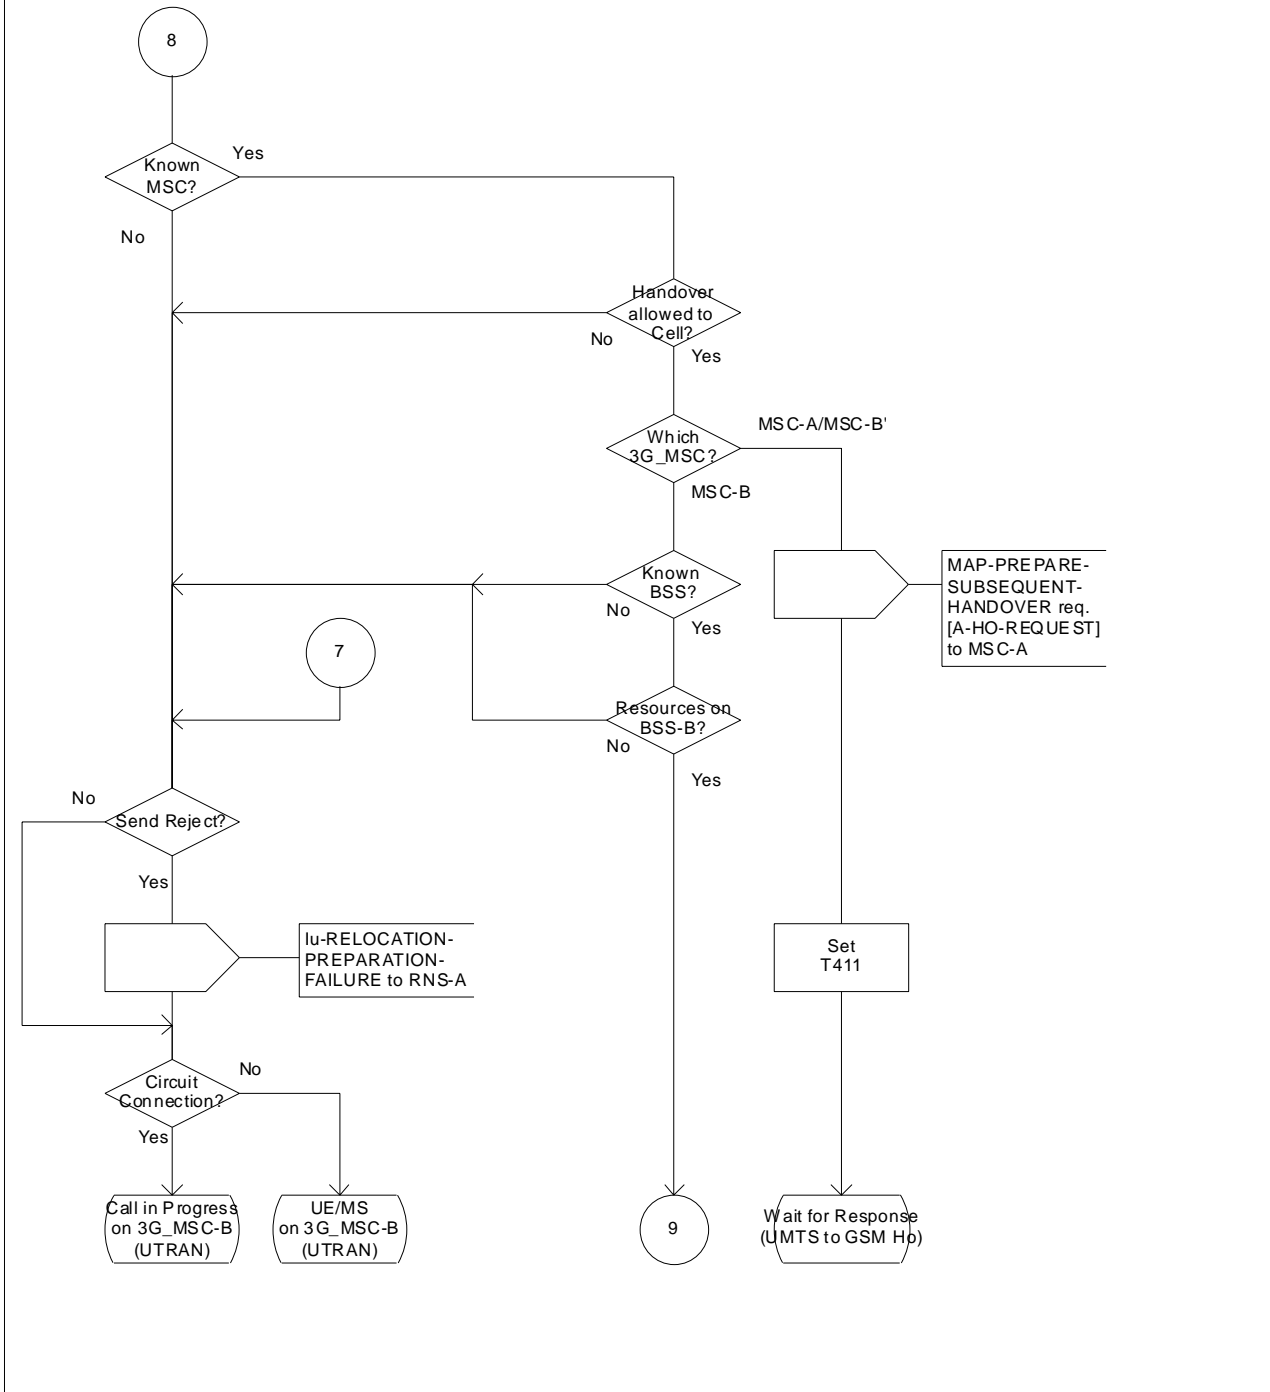 8
Known
MSC?
Yes
No
Handover
allowed to
Cell?
No
Yes
Which
3G_MSC?
MSC-A/MSC-B'
MSC-B
Known
BSS?
No
Yes
MAP-PREPARE-
SUBSEQUENT-
HANDOVER req.
[A-HO-REQUEST]
to MSC-A
7
Resources on
BSS-B?
No
Yes
No
Send Reject?
Yes
Iu-RELOCATION-
PREPARATION-
FAILURE to RNS-A
Set
T411
Circuit
Connection?
No
Yes
Call in Progress
on 3G_MSC-B
(UTRAN)
UE/MS
on 3G_MSC-B
(UTRAN)
9
Wait for Response
(UMTS to GSM Ho)